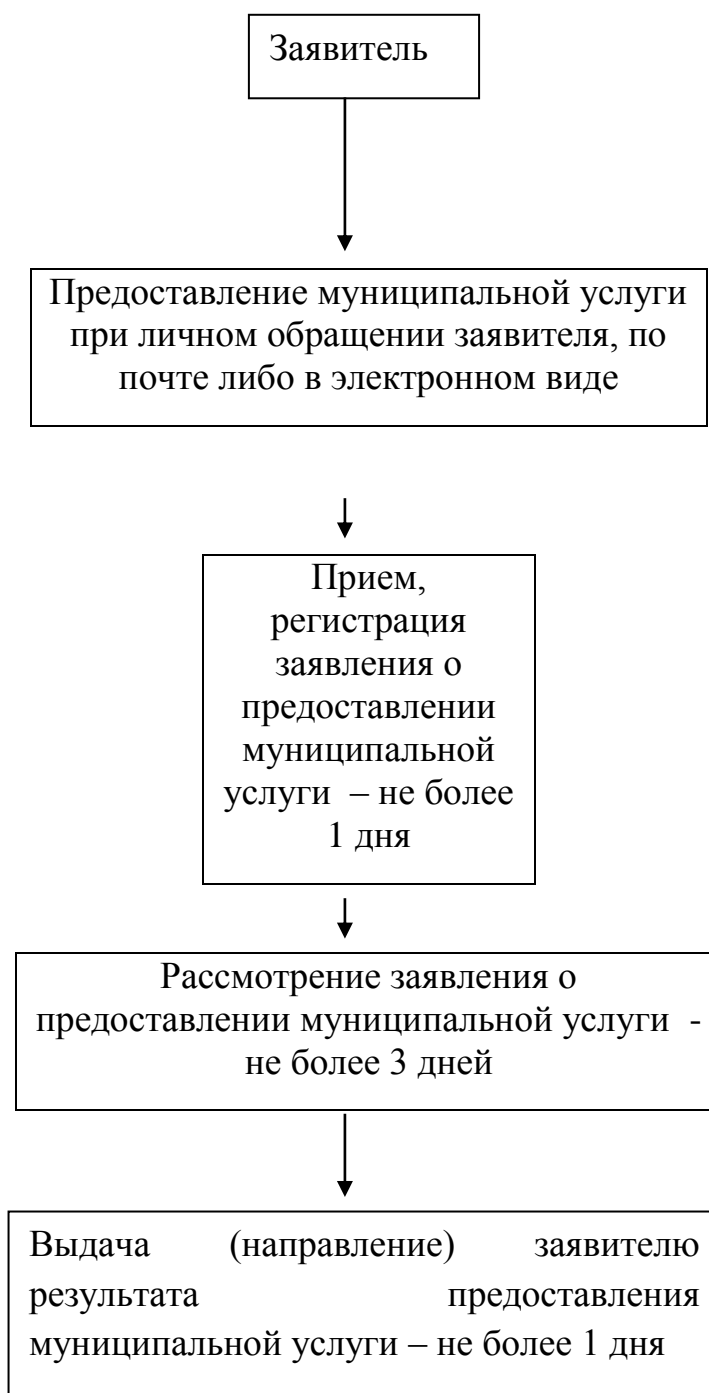 Заявитель
Предоставление муниципальной услуги
при личном обращении заявителя, по
почте либо в электронном виде
Прием,
регистрация
заявления о
предоставлении
муниципальной
услуги – не более
1 дня
Рассмотрение заявления о
предоставлении муниципальной услуги -
не более 3 дней
Выдача (направление) заявителю
результата предоставления
муниципальной услуги – не более 1 дня